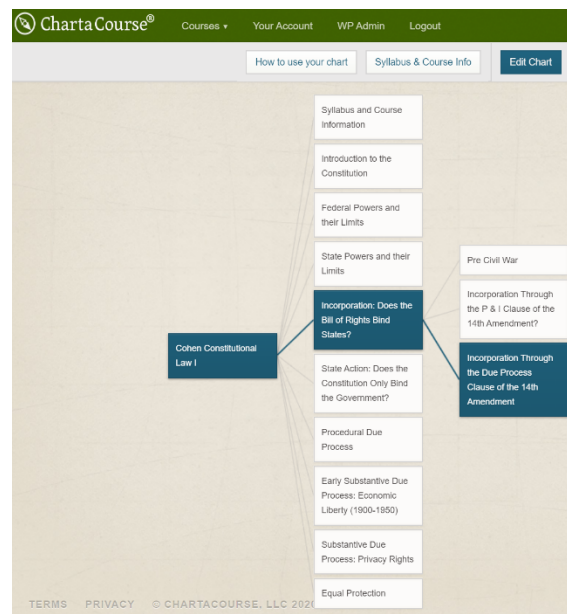 ChartaCourse®
Courses ▾ Your Account WP Admin Logout
How to use your chart Syllabus & Course Info Edit Chart
Syllabus and Course
Information
Introduction to the
Constitution
Federal Powers and
their Limits
State Powers and their
Limits
Incorporation: Does the
Bill of Rights Bind
States?
Pre Civil War
Incorporation Through
the P & I Clause of the
14th Amendment?
Incorporation Through
the Due Process
Clause of the 14th
Amendment
Cohen Constitutional
Law I
State Action: Does the
Constitution Only Bind
the Government?
Procedural Due
Process
Early Substantive Due
Process: Economic
Liberty (1900-1950)
Substantive Due
Process: Privacy Rights
Equal Protection
TERMS PRIVACY © CHARTACOURSE, LLC 2020